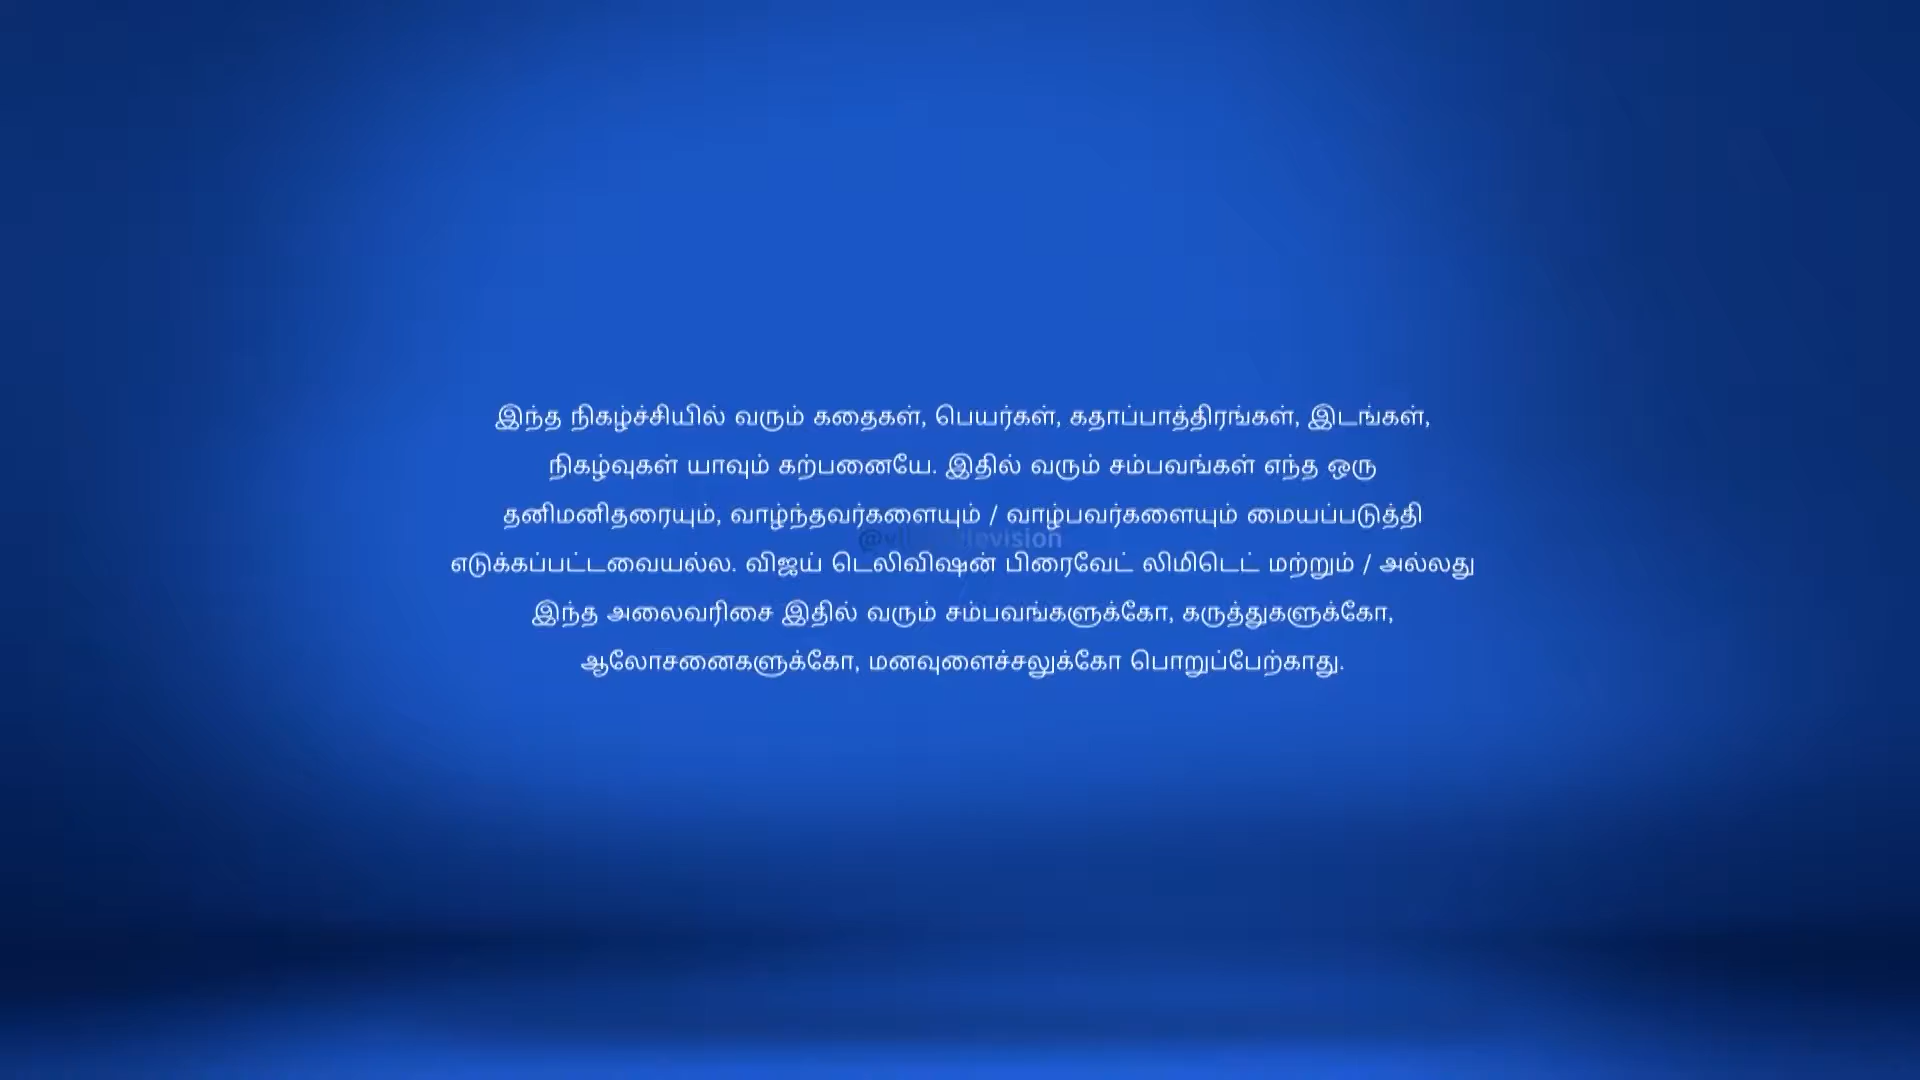 இந்த நிகழ்ச்சியில் வரும் கதைகள், பெயர்கள், கதாப்பாத்திரங்கள், இடங்கள்,
நிகழ்வுகள் யாவும் கற்பனையே. இதில் வரும் சம்பவங்கள் எந்த ஒரு
தனிமனிதரையும், வாழ்ந்தவர்களையும் / வாழ்பவர்களையும் மையப்படுத்தி
எடுக்கப்பட்டவையல்ல. விஜய் டெலிவிஷன் பிரைவேட் லிமிடெட் மற்றும் / அல்லது
இந்த அலைவரிசை இதில் வரும் சம்பவங்களுக்கோ, கருத்துகளுக்கோ,
ஆலோசனைகளுக்கோ, மனவுளைச்சலுக்கோ பொறுப்பேற்காது.